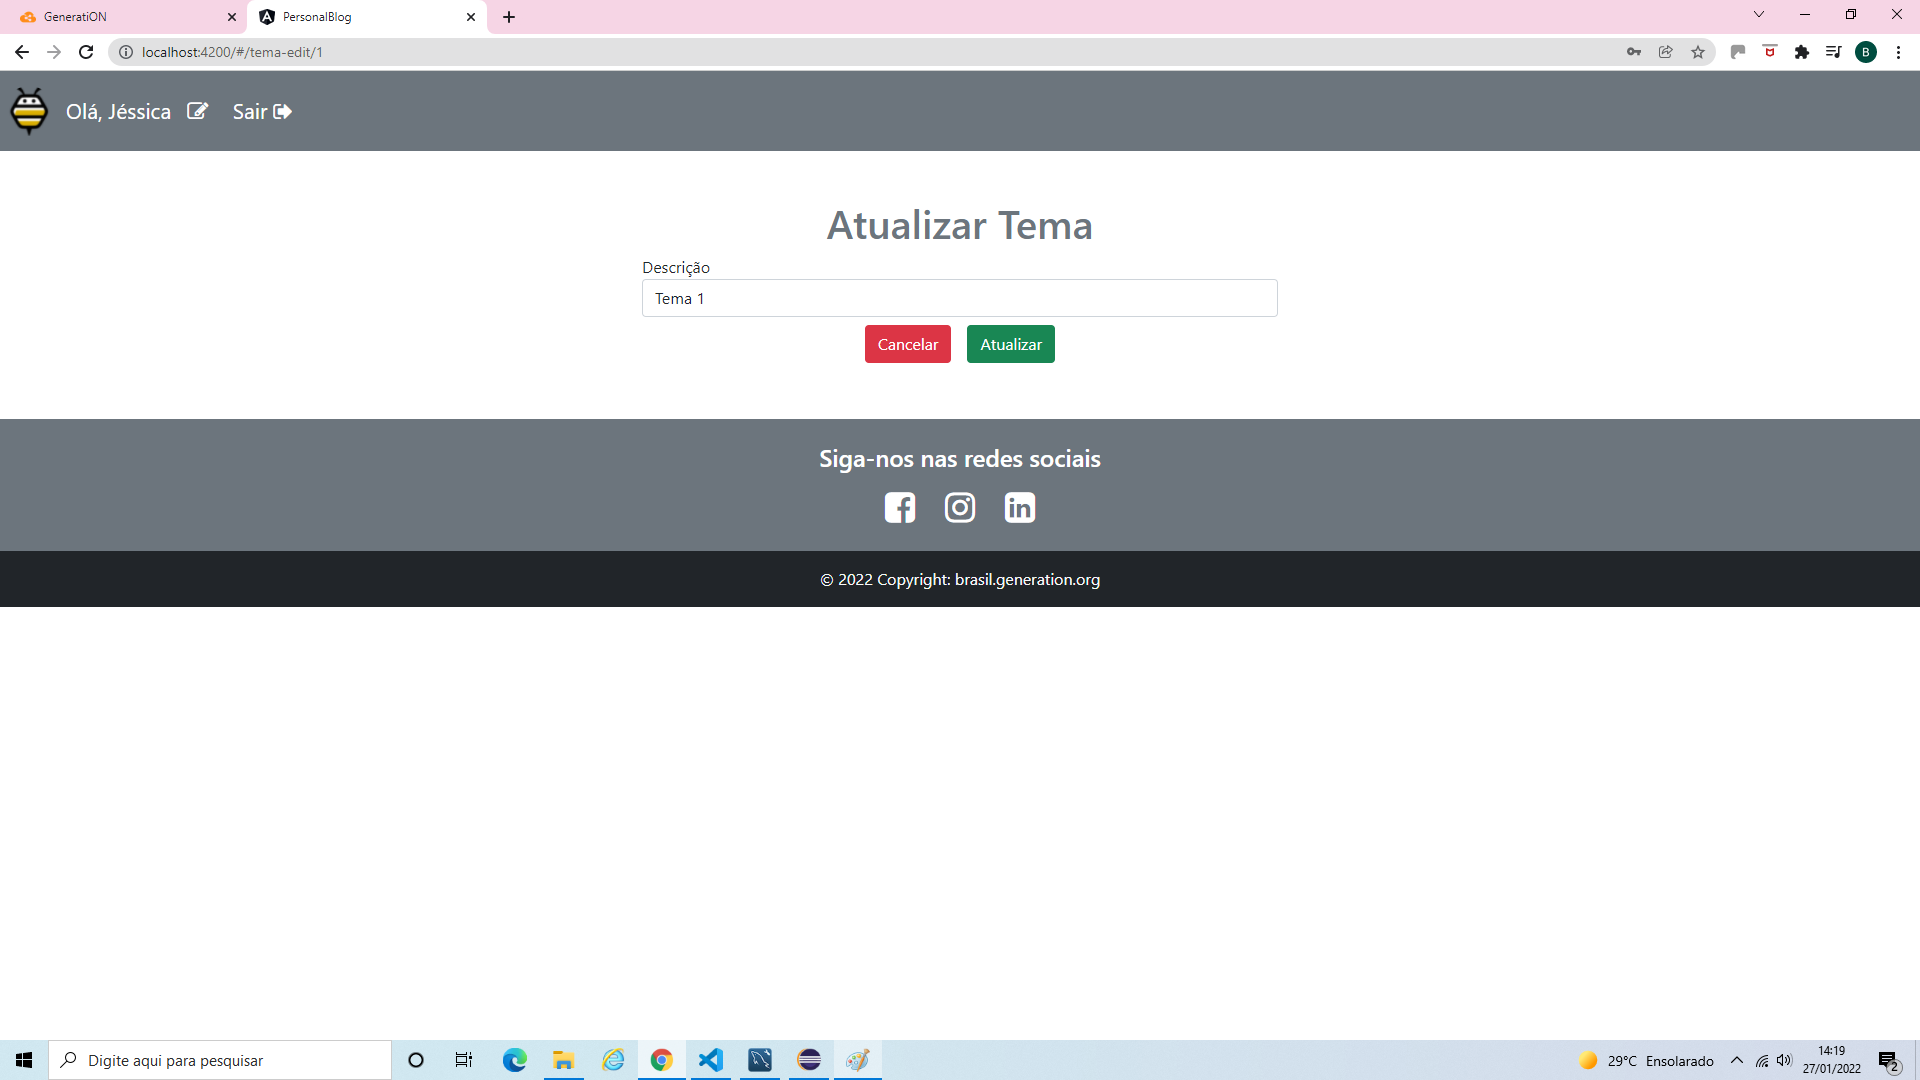 GeneratiON
PersonalBlog
localhost:4200/#/tema-edit/1
B
Olá, Jéssica
Sair
Atualizar Tema
Descrição
Tema 1
Cancelar
Atualizar
Siga-nos nas redes sociais
© 2022 Copyright: brasil.generation.org
Digite aqui para pesquisar
29°C Ensolarado
14:19
27/01/2022
2